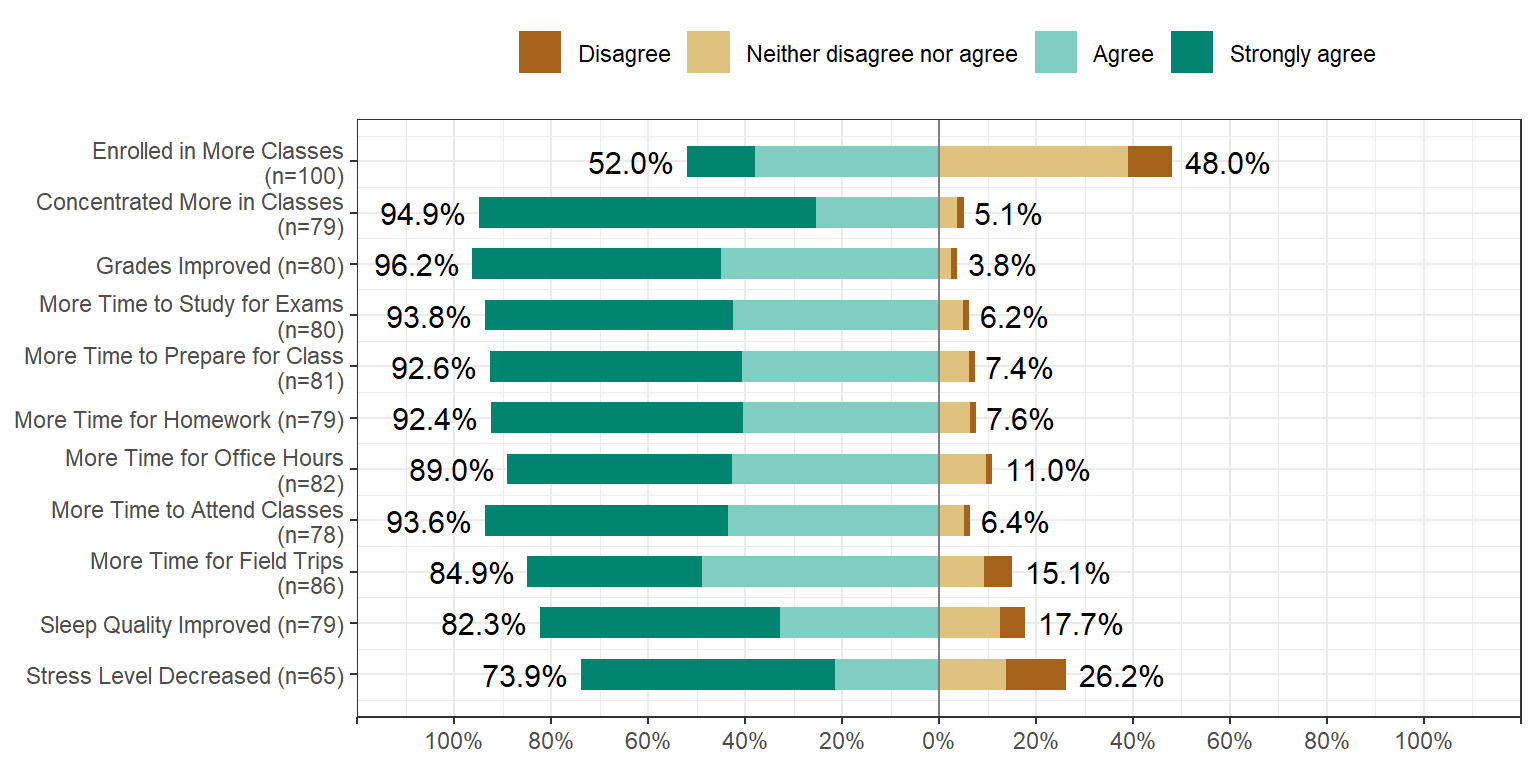 Disagree Neither disagree nor agree Agree Strongly agree
Enrolled in More Classes
(n=100)
52.0% 48.0%
Concentrated More in Classes
(n=79)
94.9% 5.1%
Grades Improved (n=80)
96.2% 3.8%
More Time to Study for Exams
(n=80)
93.8% 6.2%
More Time to Prepare for Class
(n=81)
92.6% 7.4%
More Time for Homework (n=79)
92.4% 7.6%
More Time for Office Hours
(n=82)
89.0% 11.0%
More Time to Attend Classes
(n=78)
93.6% 6.4%
More Time for Field Trips
(n=86)
84.9% 15.1%
Sleep Quality Improved (n=79)
82.3% 17.7%
Stress Level Decreased (n=65)
73.9% 26.2%
100% 80% 60% 40% 20% 0% 20% 40% 60% 80% 100%